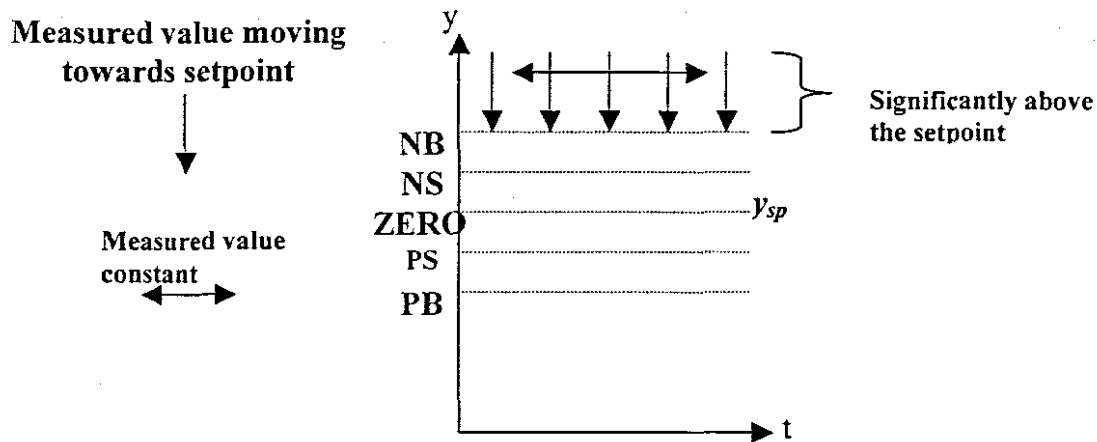 Measured value moving
towards setpoint
y
Significantly above
the setpoint
NB
NS
ZERO
y_sp
PS
PB
Measured value
constant
t